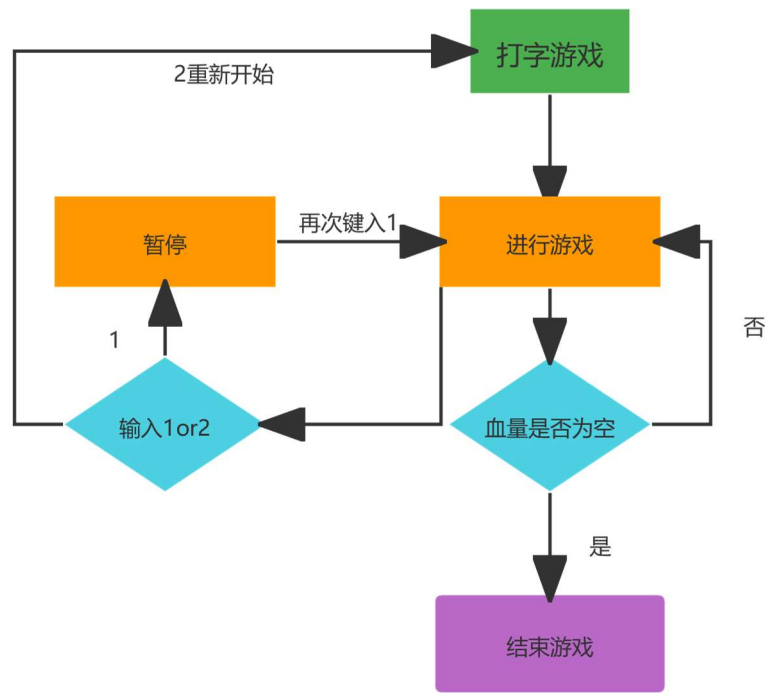 打字游戏
2重新开始
再次键入1
暂停
进行游戏
1
否
输入1or2
血量是否为空
是
结束游戏